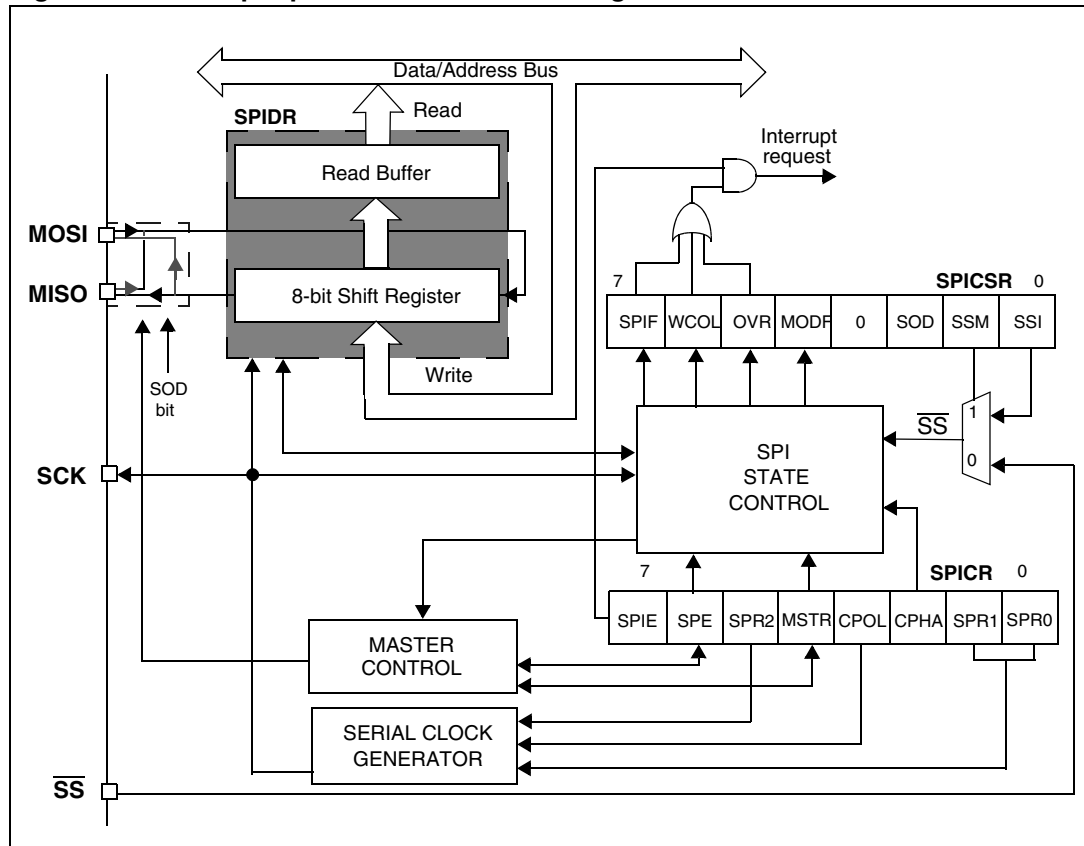 Data/Address Bus
SPIDR
Read
Read Buffer
Interrupt
request
MOSI
MISO
8-bit Shift Register
Write
SOD
bit
7 SPICSR 0
SPIF WCOL OVR MODF 0 SOD SSM SSI
SCK
SPI
STATE
CONTROL
SS
1
0
7 SPICR 0
SPIE SPE SPR2 MSTR CPOL CPHA SPR1 SPR0
MASTER
CONTROL
SERIAL CLOCK
GENERATOR
SS